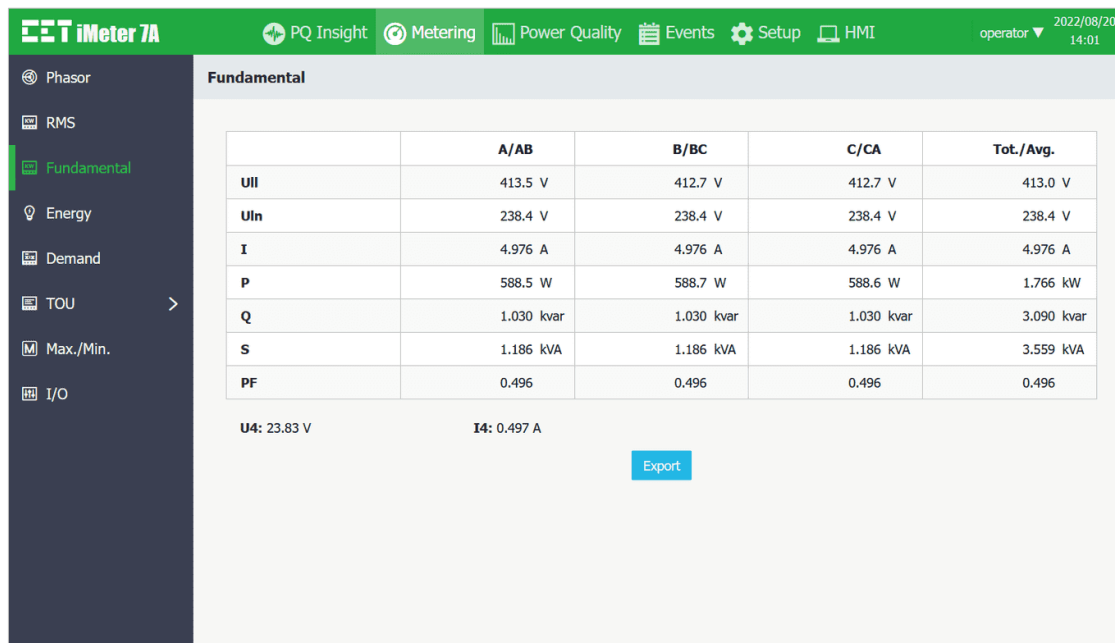 CET iMeter 7A
PQ Insight Metering Power Quality Events Setup HMI operator 2022/08/20 14:01
Phasor
RMS
Fundamental
Energy
Demand
TOU
Max./Min.
I/O
Fundamental
A/AB B/BC C/CA Tot./Avg.
Ull 413.5 V 412.7 V 412.7 V 413.0 V
Uln 238.4 V 238.4 V 238.4 V 238.4 V
I 4.976 A 4.976 A 4.976 A 4.976 A
P 588.5 W 588.7 W 588.6 W 1.766 kW
Q 1.030 kvar 1.030 kvar 1.030 kvar 3.090 kvar
S 1.186 kVA 1.186 kVA 1.186 kVA 3.559 kVA
PF 0.496 0.496 0.496 0.496
U4: 23.83 V I4: 0.497 A
Export